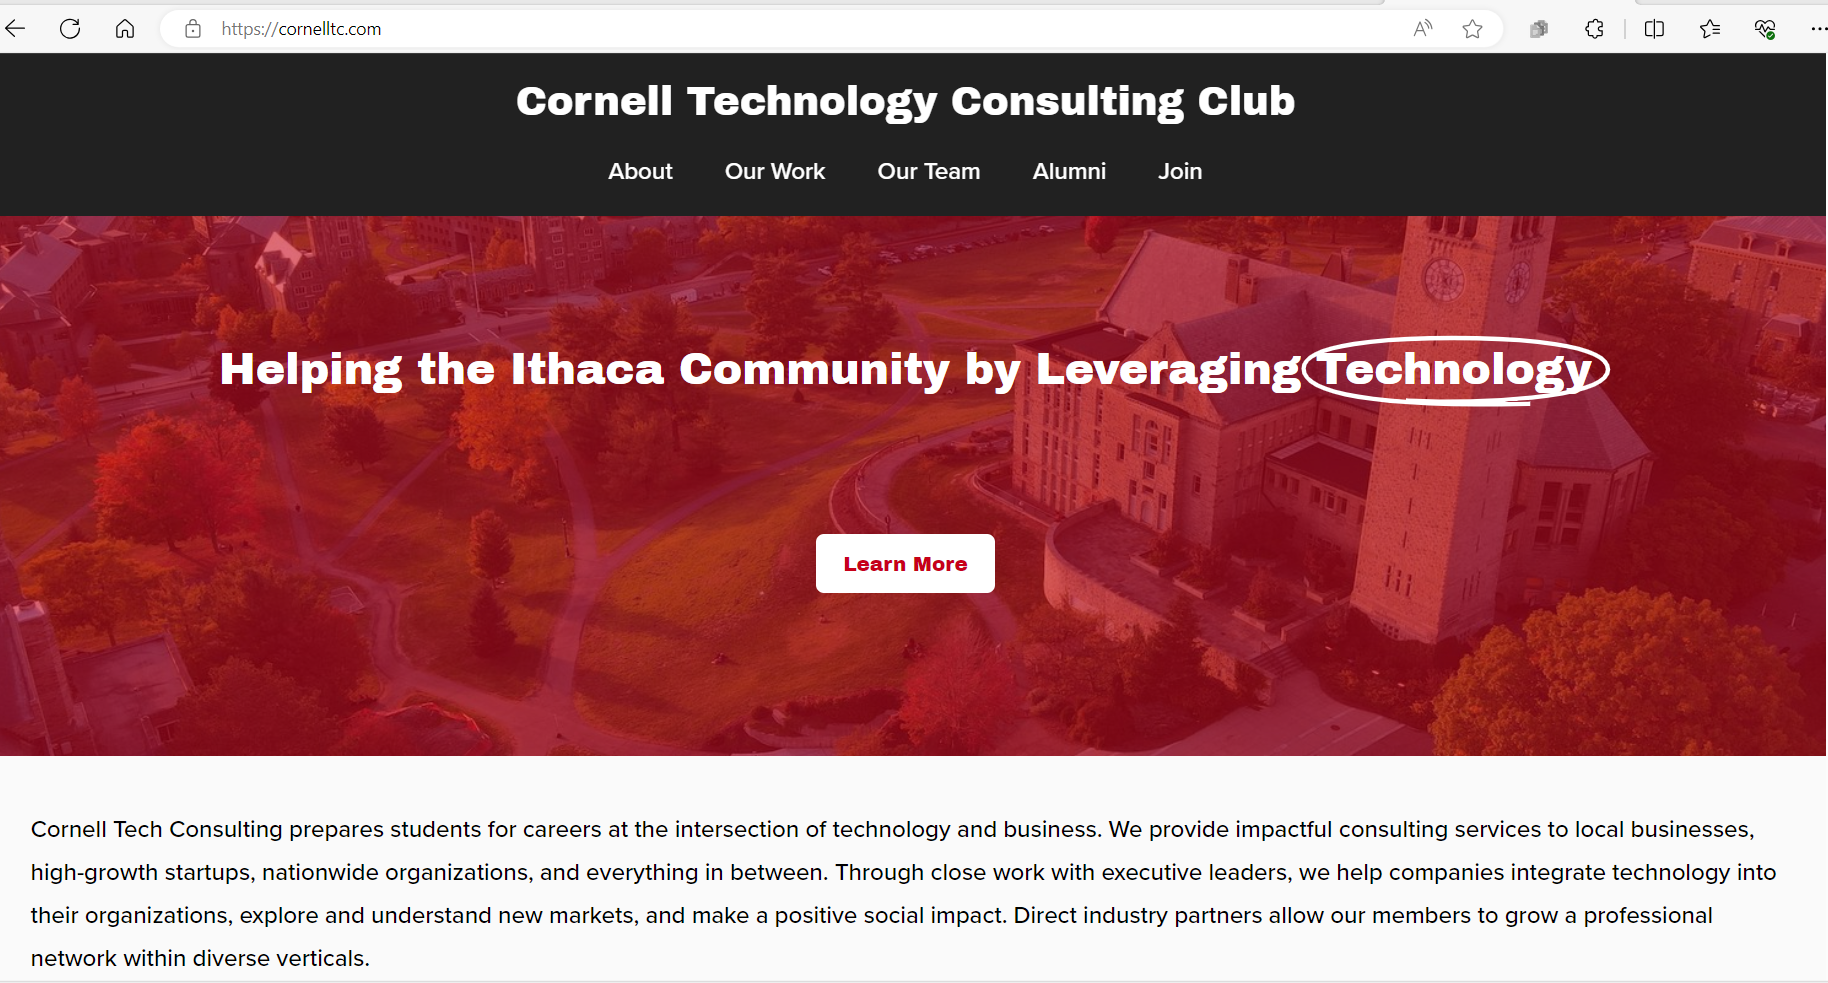 https://cornelltc.com
Cornell Technology Consulting Club
About Our Work Our Team Alumni Join
Helping the Ithaca Community by Leveraging Technology
Learn More
Cornell Tech Consulting prepares students for careers at the intersection of technology and business. We provide impactful consulting services to local businesses,
high-growth startups, nationwide organizations, and everything in between. Through close work with executive leaders, we help companies integrate technology into
their organizations, explore and understand new markets, and make a positive social impact. Direct industry partners allow our members to grow a professional
network within diverse verticals.